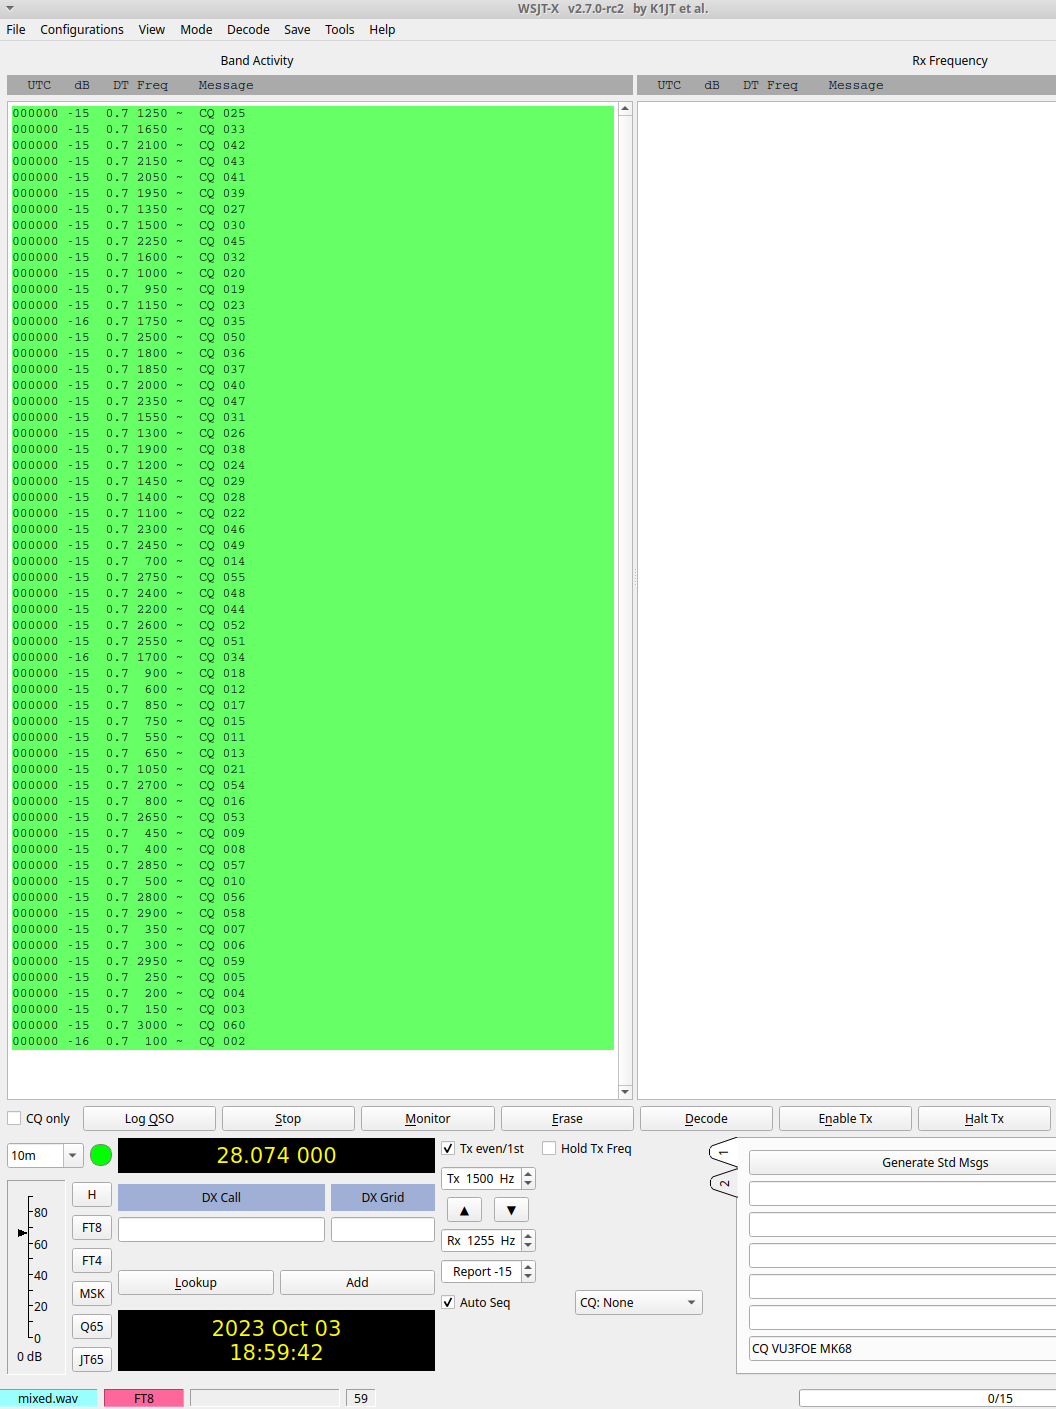 WSJT-X v2.7.0-rc2 by K1JT et al.
File Configurations View Mode Decode Save Tools Help
Band Activity Rx Frequency
UTC dB DT Freq Message UTC dB DT Freq Message
000000 -15 0.7 1250 ~ CQ 025
000000 -15 0.7 1650 ~ CQ 033
000000 -15 0.7 2100 ~ CQ 042
000000 -15 0.7 2150 ~ CQ 043
000000 -15 0.7 2050 ~ CQ 041
000000 -15 0.7 1950 ~ CQ 039
000000 -15 0.7 1350 ~ CQ 027
000000 -15 0.7 1500 ~ CQ 030
000000 -15 0.7 2250 ~ CQ 045
000000 -15 0.7 1600 ~ CQ 032
000000 -15 0.7 1000 ~ CQ 020
000000 -15 0.7 950 ~ CQ 019
000000 -15 0.7 1150 ~ CQ 023
000000 -16 0.7 1750 ~ CQ 035
000000 -15 0.7 2500 ~ CQ 050
000000 -15 0.7 1800 ~ CQ 036
000000 -15 0.7 1850 ~ CQ 037
000000 -15 0.7 2000 ~ CQ 040
000000 -15 0.7 2350 ~ CQ 047
000000 -15 0.7 1550 ~ CQ 031
000000 -15 0.7 1300 ~ CQ 026
000000 -15 0.7 1900 ~ CQ 038
000000 -15 0.7 1200 ~ CQ 024
000000 -15 0.7 1450 ~ CQ 029
000000 -15 0.7 1400 ~ CQ 028
000000 -15 0.7 1100 ~ CQ 022
000000 -15 0.7 2300 ~ CQ 046
000000 -15 0.7 2450 ~ CQ 049
000000 -15 0.7 700 ~ CQ 014
000000 -15 0.7 2750 ~ CQ 055
000000 -15 0.7 2400 ~ CQ 048
000000 -15 0.7 2200 ~ CQ 044
000000 -15 0.7 2600 ~ CQ 052
000000 -15 0.7 2550 ~ CQ 051
000000 -16 0.7 1700 ~ CQ 034
000000 -15 0.7 900 ~ CQ 018
000000 -15 0.7 600 ~ CQ 012
000000 -15 0.7 850 ~ CQ 017
000000 -15 0.7 750 ~ CQ 015
000000 -15 0.7 550 ~ CQ 011
000000 -15 0.7 650 ~ CQ 013
000000 -15 0.7 1050 ~ CQ 021
000000 -15 0.7 2700 ~ CQ 054
000000 -15 0.7 800 ~ CQ 016
000000 -15 0.7 2650 ~ CQ 053
000000 -15 0.7 450 ~ CQ 009
000000 -15 0.7 400 ~ CQ 008
000000 -15 0.7 2850 ~ CQ 057
000000 -15 0.7 500 ~ CQ 010
000000 -15 0.7 2800 ~ CQ 056
000000 -15 0.7 2900 ~ CQ 058
000000 -15 0.7 350 ~ CQ 007
000000 -15 0.7 300 ~ CQ 006
000000 -15 0.7 2950 ~ CQ 059
000000 -15 0.7 250 ~ CQ 005
000000 -15 0.7 200 ~ CQ 004
000000 -15 0.7 150 ~ CQ 003
000000 -15 0.7 3000 ~ CQ 060
000000 -16 0.7 100 ~ CQ 002
CQ only Log QSO Stop Monitor Erase Decode Enable Tx Halt Tx
10m 28.074 000 Tx even/1st Hold Tx Freq 1
Generate Std Msgs
Tx 1500 Hz 2
H DX Call DX Grid
80
FT8
Rx 1255 Hz
60
FT4
40
Report -15
Lookup Add
MSK
20
Auto Seq CQ: None
Q65
2023 Oct 03
0
18:59:42
CQ VU3FOE MK68
0 dB JT65
mixed.wav FT8 59 0/15